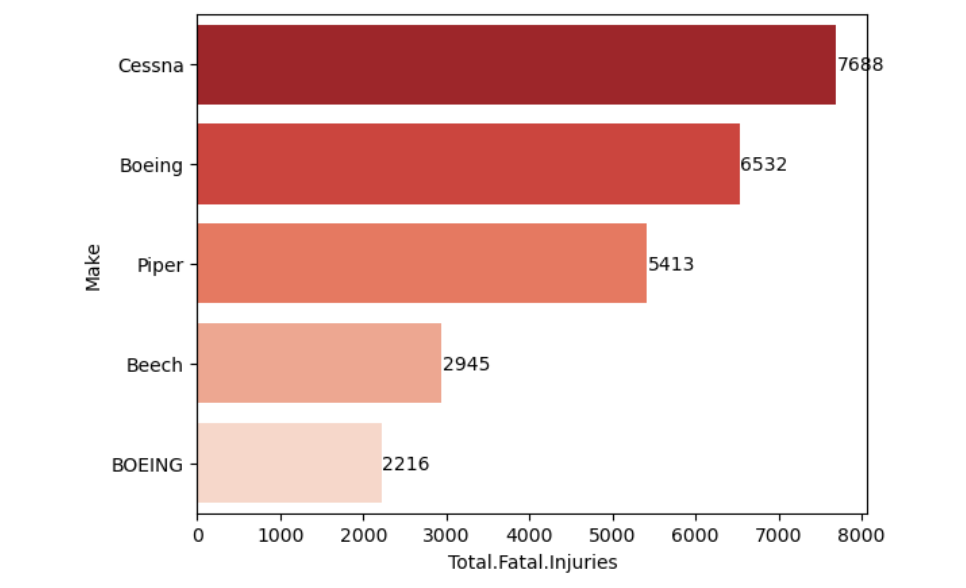 Cessna
7688
Boeing
6532
Piper
5413
Beech
2945
BOEING
2216
Make
0 1000 2000 3000 4000 5000 6000 7000 8000
Total.Fatal.Injuries